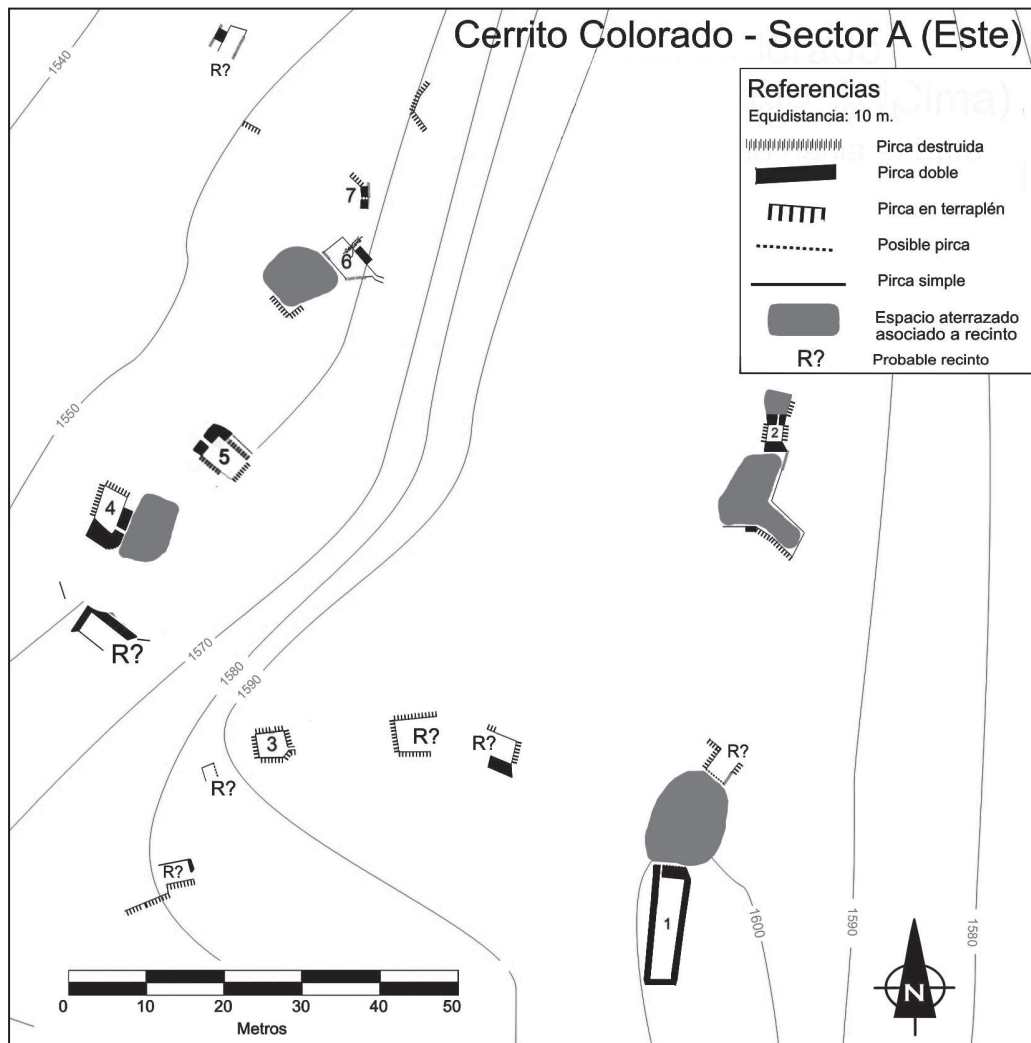 Cerrito Colorado - Sector A (Este)
Referencias
Equidistancia: 10 m.
Pirca destruida
Pirca doble
Pirca en terraplén
Posible pirca
Pirca simple
Espacio aterrazado
asociado a recinto
R?
Probable recinto
1540
R?
7
6
1550
5
4
2
R?
1570
1580
1590
3
R?
R?
R?
R?
R?
1
1600
1590
1580
0 10 20 30 40 50
Metros
N